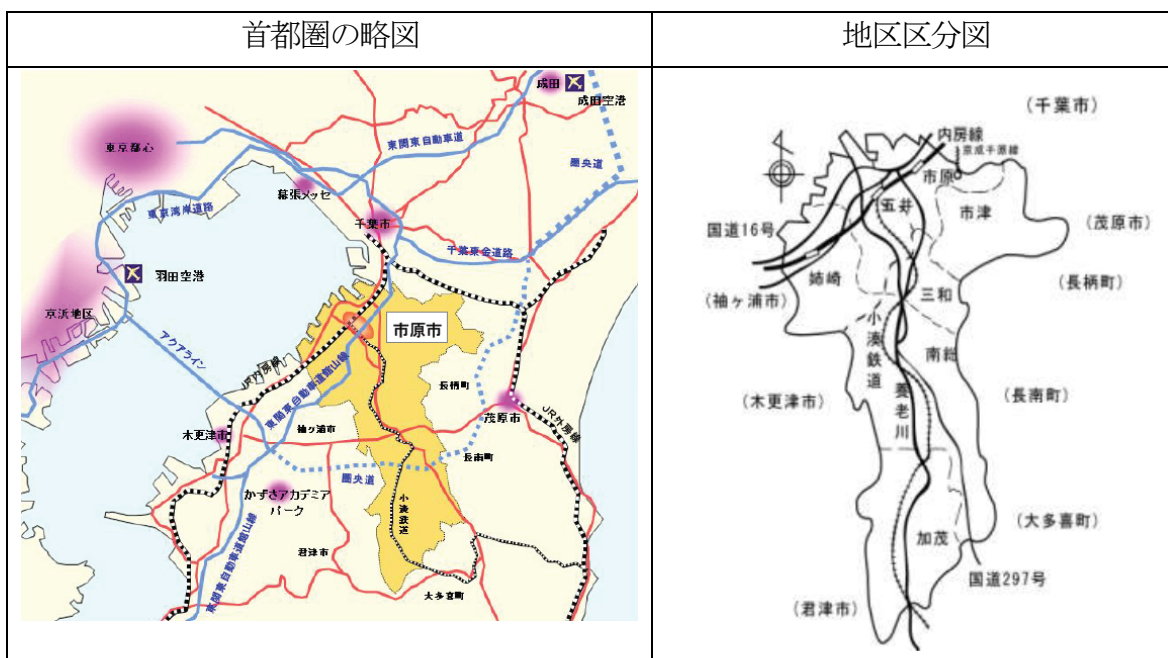 首都圏の略図
地区区分図
成田
成田空港
東京都心
東関東自動車道
圏央道
幕張メッセ
東京湾岸道路
千葉市
千葉東金道路
羽田空港
京浜地区
市原市
アクアライン
JR内房線
東関東自動車道館山線
長柄町
茂原市
JR外房線
木更津市
袖ヶ浦市
長南町
圏央道
かずさアカデミア
パーク
小湊鉄道
君津市
東関東自動車道館山線
大多喜町
(千葉市)
内房線
京成千原線
市原
五井
市津
国道16号
(茂原市)
姉崎
(長柄町)
三和
(袖ヶ浦市)
小湊鉄道
南総
養老川
(長南町)
(木更津市)
(大多喜町)
加茂
国道297号
(君津市)